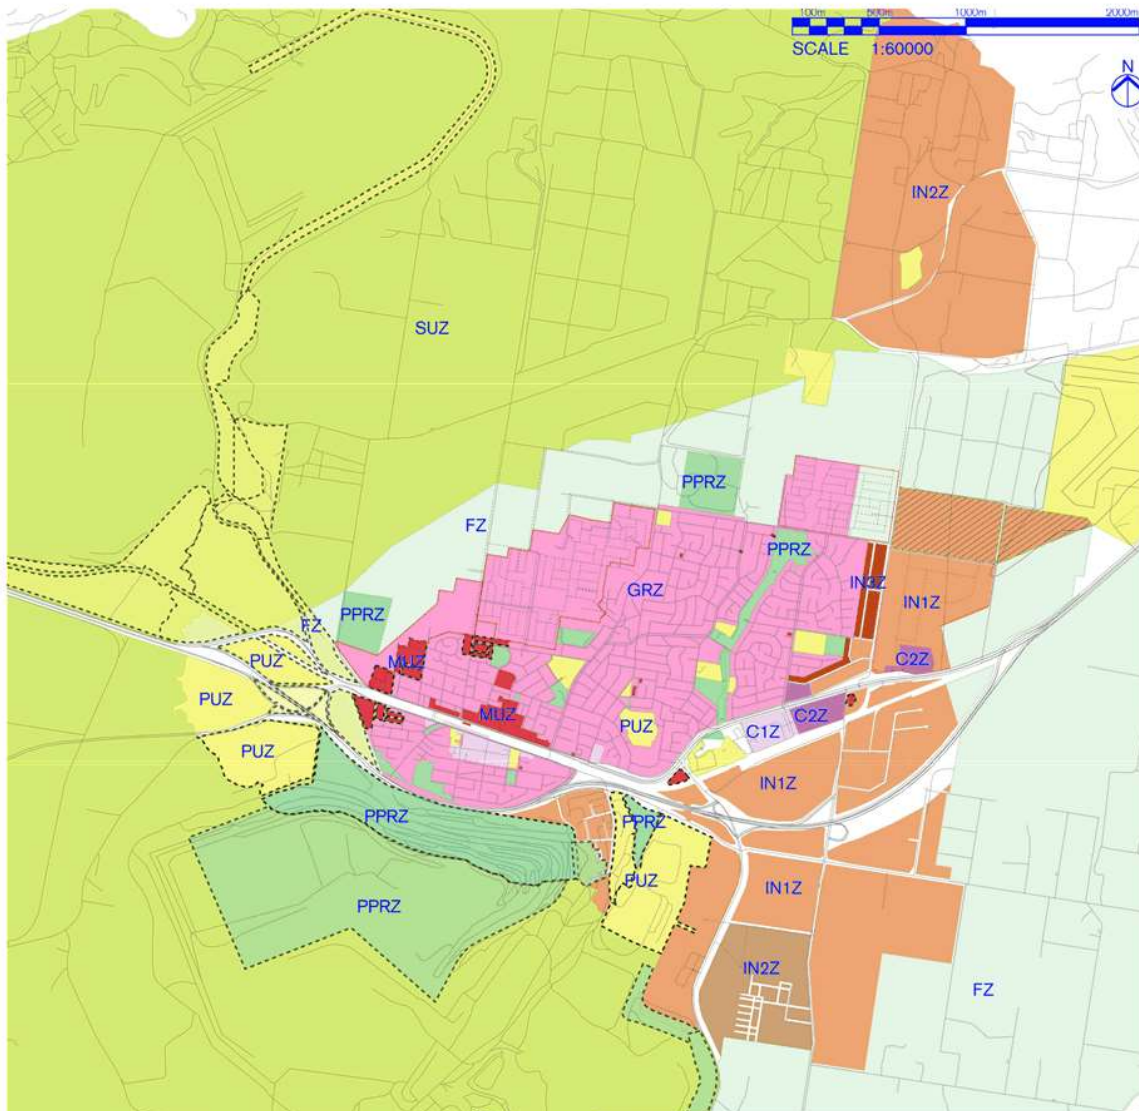 100m 500m 1000m 2000m
SCALE 1:60000
N
IN2Z
SUZ
PPRZ
FZ
PPRZ
GRZ
IN3Z
IN1Z
PPRZ
FZ
PUZ
MUZ
C2Z
PUZ
MUZ
C2Z
PUZ
C1Z
PUZ
IN1Z
PPRZ
PPRZ
PUZ
IN1Z
PPRZ
IN2Z
FZ